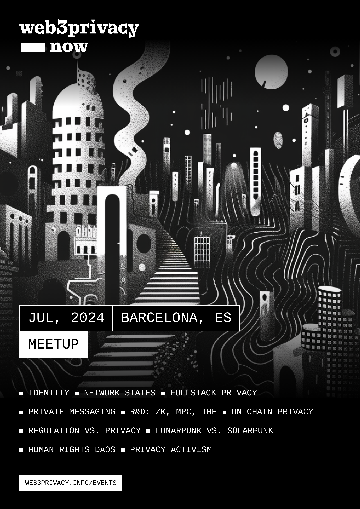 web3privacy
now
JUL, 2024 BARCELONA, ES
MEETUP
■ IDENTITY ■ NETWORK STATES ■ FULLSTACK PRIVACY
■ PRIVATE MESSAGING ■ R&D: ZK, MPC, THE ■ ON-CHAIN PRIVACY
■ REGULATION VS. PRIVACY ■ LUNARPUNK VS. SOLARPUNK
■ HUMAN RIGHTS DAOS ■ PRIVACY ACTIVISM
WEB3PRIVACY.INFO/EVENTS